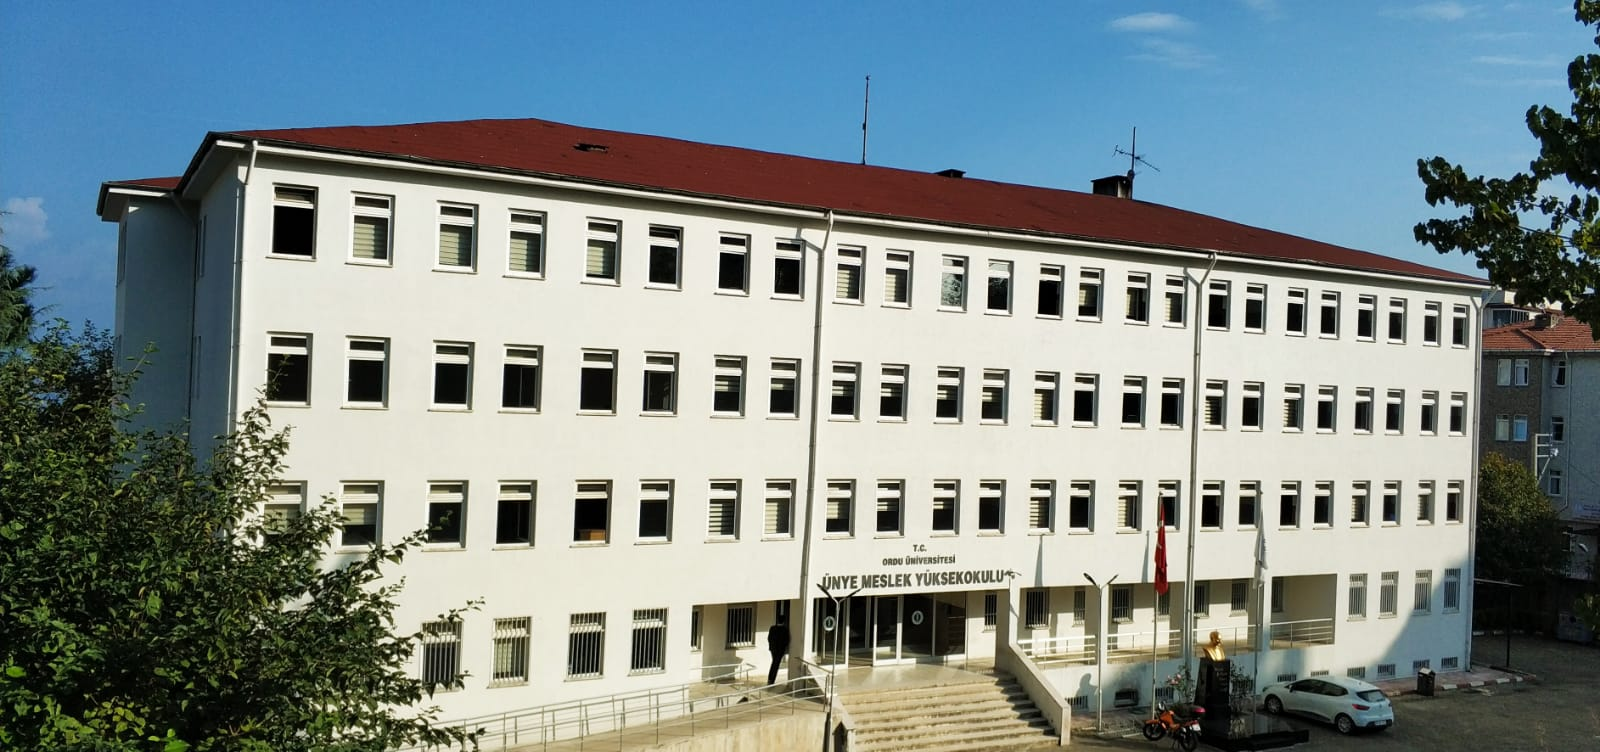 T.C.
ORDU ÜNİVERSİTESİ
ÜNYE MESLEK YÜKSEKOKULU